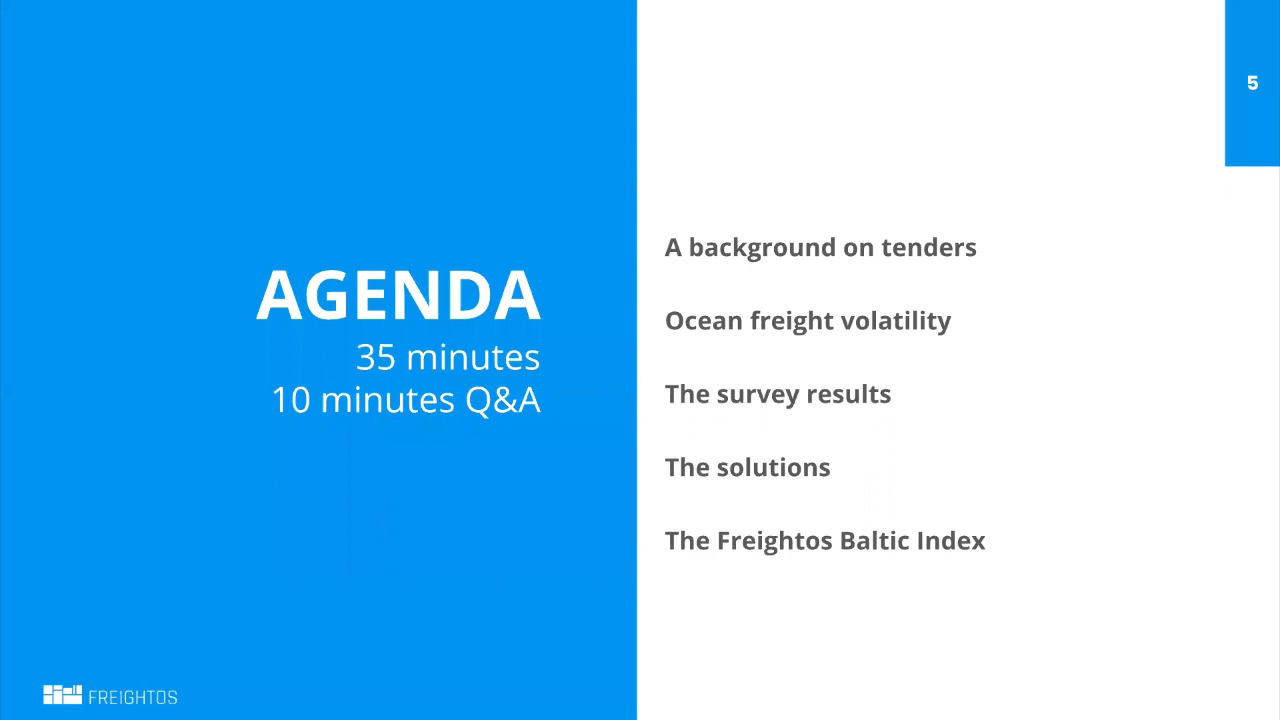 5
AGENDA
35 minutes
10 minutes Q&A
A background on tenders
Ocean freight volatility
The survey results
The solutions
The Freightos Baltic Index
FREIGHTOS